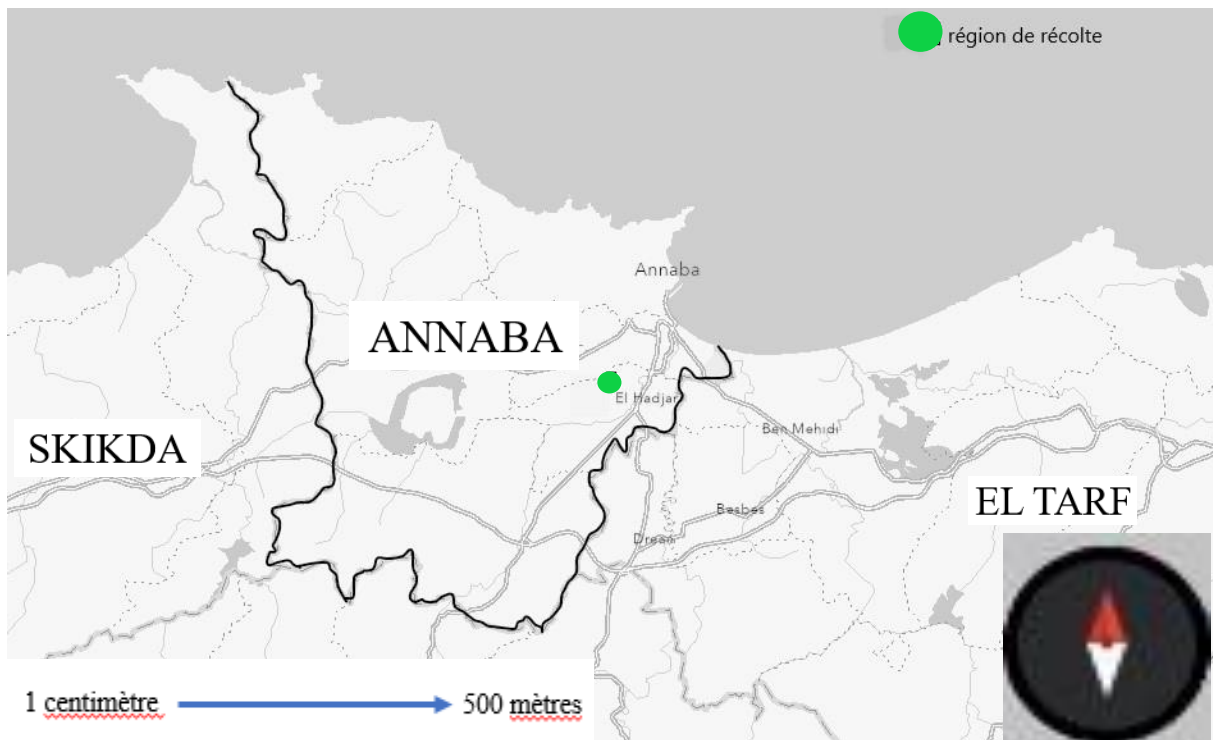 région de récolte
Annaba
ANNABA
El Hadjar
Ben Mehidi
SKIKDA
EL TARF
Besbes
Drean
1 centimètre 500 mètres